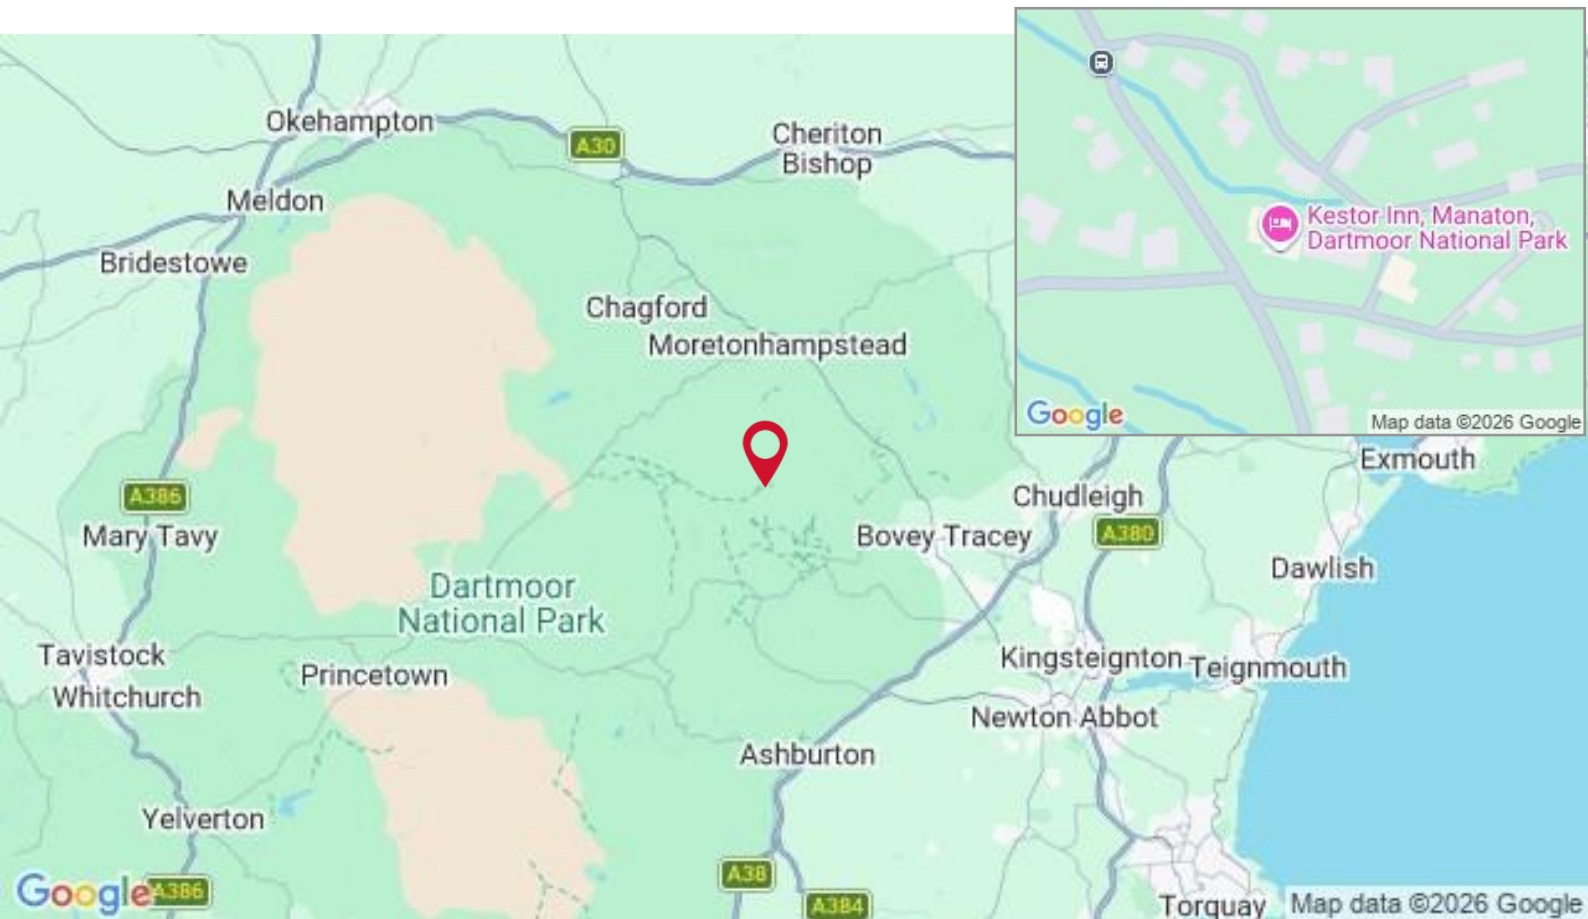 Okehampton
A30
Cheriton
Bishop
Meldon
Bridestowe
Chagford
Moretonhampstead
A386
Mary Tavy
Dartmoor
National Park
Bovey Tracey
Chudleigh
A380
Exmouth
Dawlish
Tavistock
Whitchurch
Princetown
Kingsteignton
Teignmouth
Newton Abbot
Ashburton
Yelverton
A38
A384
A386
Torquay
Google
Map data ©2026 Google
Kestor Inn, Manaton,
Dartmoor National Park
Google
Map data ©2026 Google